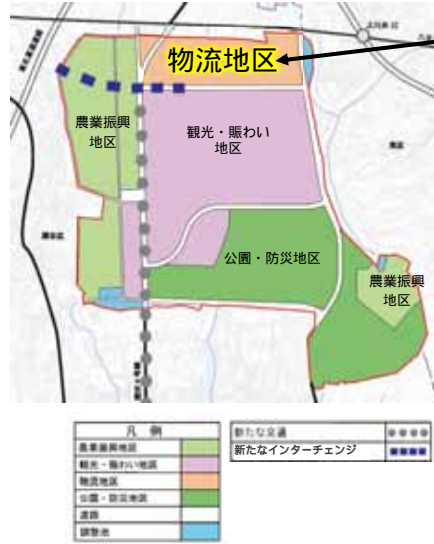 物流地区
農業振興
地区
観光・賑わい
地区
公園・防災地区
農業振興
地区
凡 例
農業振興地区
観光・賑わい地区
物流地区
公園・防災地区
道路
調整池
新たな交通
新たなインターチェンジ